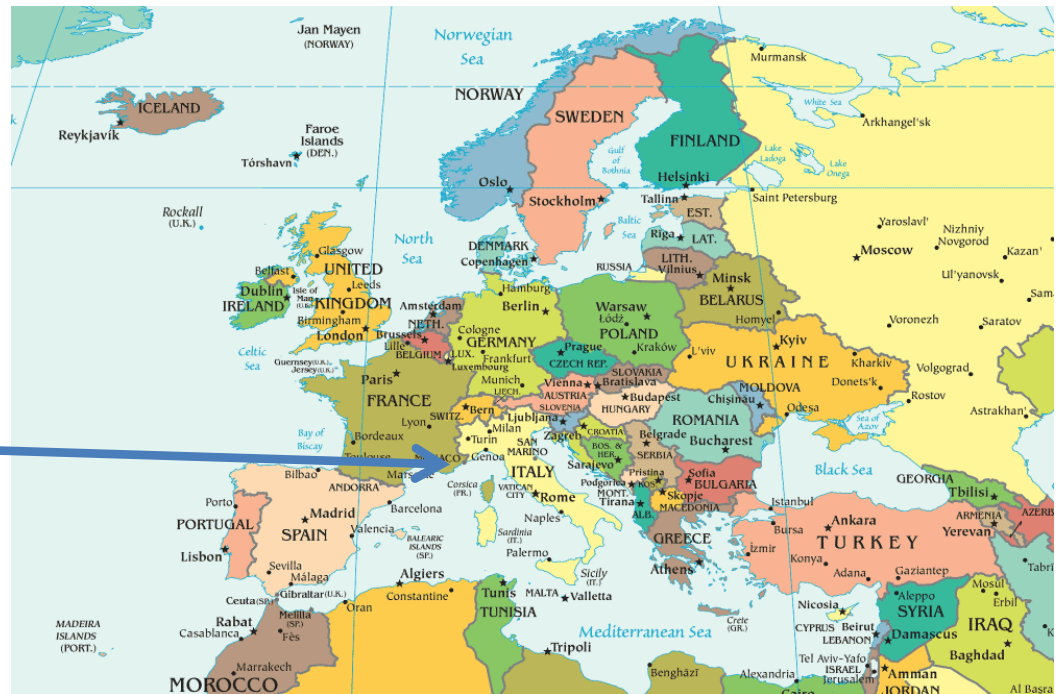 Jan Mayen
(NORWAY)
Norwegian
Sea
Murmansk
White Sea
Arkhangel'sk
ICELAND
Reykjavík
NORWAY
SWEDEN
FINLAND
Faroe
Islands
(DEN.)
Tórshavn
Gulf
of
Bothnia
Lake
Ladoga
Lake
Onega
Oslo
Helsinki
Stockholm
Tallinn
EST.
Saint Petersburg
Rockall
(U.K.)
North
Sea
Baltic
Sea
Riga
LAT.
Yaroslavl'
Nizhniy
Novgorod
Kazan'
Moscow
Ul'yanovsk
Sam
DENMARK
Copenhagen
LITH.
Vilnius
RUSSIA
Glasgow
Belfast
UNITED
KINGDOM
Leeds
Dublin
Isle of
Man
IRELAND
Birmingham
London
Celtic
Sea
Guernsey (U.K.)
Jersey (U.K.)
Hamburg
Berlin
Amsterdam
NETH.
Brussels
Lille
BELGIUM
Cologne
GERMANY
LUX.
Luxembourg
Frankfurt
Warsaw
Łódź
POLAND
Kraków
Minsk
BELARUS
Homyel'
Voronezh
Saratov
Prague
CZECH REP.
L'viv
Kyiv
UKRAINE
Kharkiv
Donets'k
Volgograd
Rostov
Astrakhan'
Paris
FRANCE
Munich
LIECH.
SLOVAKIA
Vienna
Bratislava
AUSTRIA
SLOVENIA
Budapest
HUNGARY
MOLDOVA
Chișinău
Odesa
Sea of
Azov
SWITZ.
Bern
Lyon
Ljubljana
Milan
Turin
Zagreb
CROATIA
ROMANIA
Bucharest
Bay of
Biscay
Bordeaux
Toulouse
Genoa
SAN
MARINO
BOS. &
HER.
Belgrade
SERBIA
Sarajevo
Black Sea
ITALY
Bilbao
ANDORRA
Corsica
(FR.)
VATICAN
CITY
Rome
Podgorica
MONT.
Pristina
KOS.
Sofia
BULGARIA
Skopje
MACEDONIA
Tirana
ALB.
GEORGIA
Tbilisi
Porto
PORTUGAL
Madrid
SPAIN
Barcelona
Valencia
Naples
Istanbul
Bursa
Ankara
TURKEY
ARMENIA
Yerevan
AZERB
Lisbon
BALEARIC
ISLANDS
(SP.)
Sardinia
(IT.)
GREECE
Athens
İzmir
Konya
Adana
Gaziantep
Tabrī
Sevilla
Málaga
Palermo
Sicily
(IT.)
Gibraltar (U.K.)
Ceuta (SP.)
Algiers
Constantine
Tunis
TUNISIA
MALTA
Valletta
Aleppo
Mosul
Erbil
Oran
Melilla
(SP.)
Nicosia
CYPRUS
SYRIA
Beirut
LEBANON
Damascus
IRAQ
Baghdad
MADEIRA
ISLANDS
(PORT.)
Rabat
Casablanca
Fès
Crete
(GR.)
Mediterranean Sea
Tripoli
Tel Aviv-Yafo
ISRAEL
Jerusalem
Amman
JORDAN
Al Basra
Marrakech
MOROCCO
Benghāzī
Alexandria
Cairo